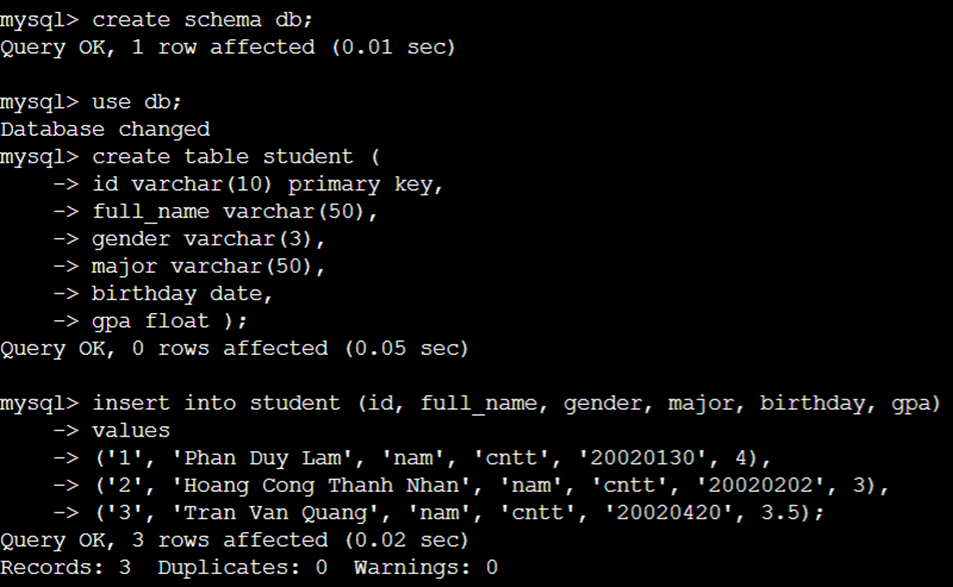 mysql> create schema db;
Query OK, 1 row affected (0.01 sec)
mysql> use db;
Database changed
mysql> create table student (
    -> id varchar(10) primary key,
    -> full_name varchar(50),
    -> gender varchar(3),
    -> major varchar(50),
    -> birthday date,
    -> gpa float );
Query OK, 0 rows affected (0.05 sec)
mysql> insert into student (id, full_name, gender, major, birthday, gpa)
    -> values
    -> ('1', 'Phan Duy Lam', 'nam', 'cntt', '20020130', 4),
    -> ('2', 'Hoang Cong Thanh Nhan', 'nam', 'cntt', '20020202', 3),
    -> ('3', 'Tran Van Quang', 'nam', 'cntt', '20020420', 3.5);
Query OK, 3 rows affected (0.02 sec)
Records: 3  Duplicates: 0  Warnings: 0